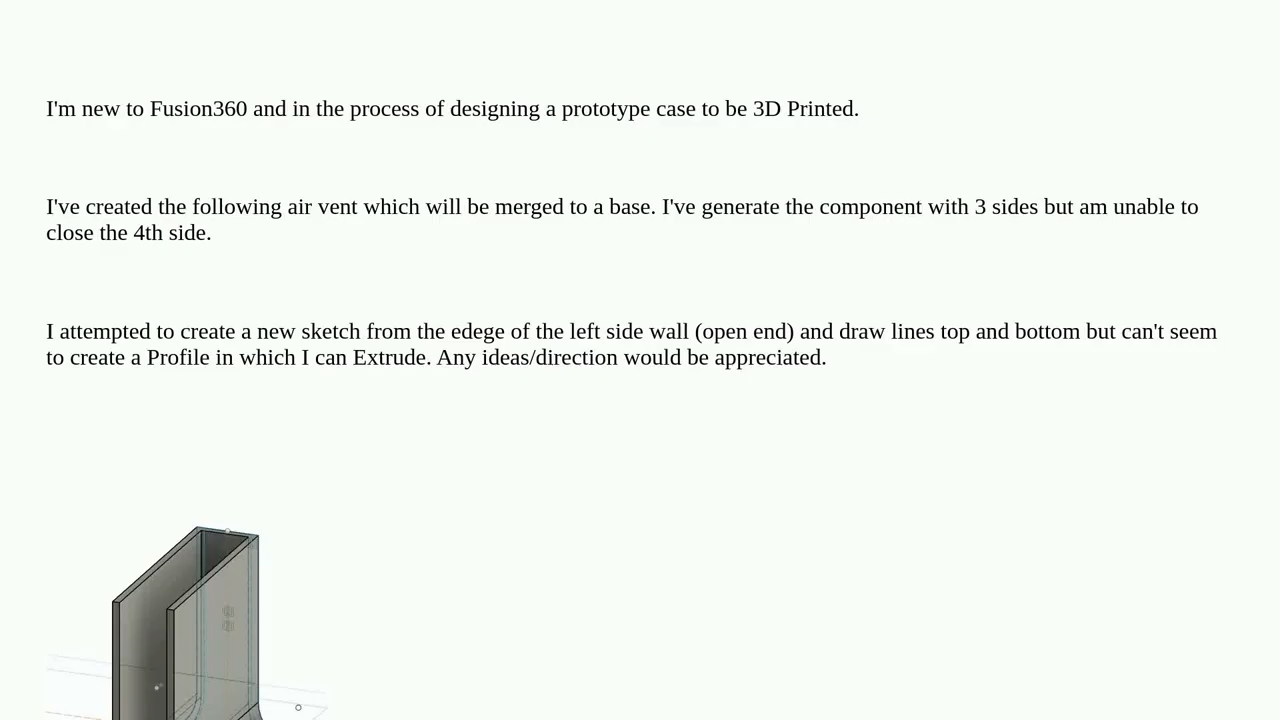 I'm new to Fusion360 and in the process of designing a prototype case to be 3D Printed.
I've created the following air vent which will be merged to a base. I've generate the component with 3 sides but am unable to
close the 4th side.
I attempted to create a new sketch from the edege of the left side wall (open end) and draw lines top and bottom but can't seem
to create a Profile in which I can Extrude. Any ideas/direction would be appreciated.